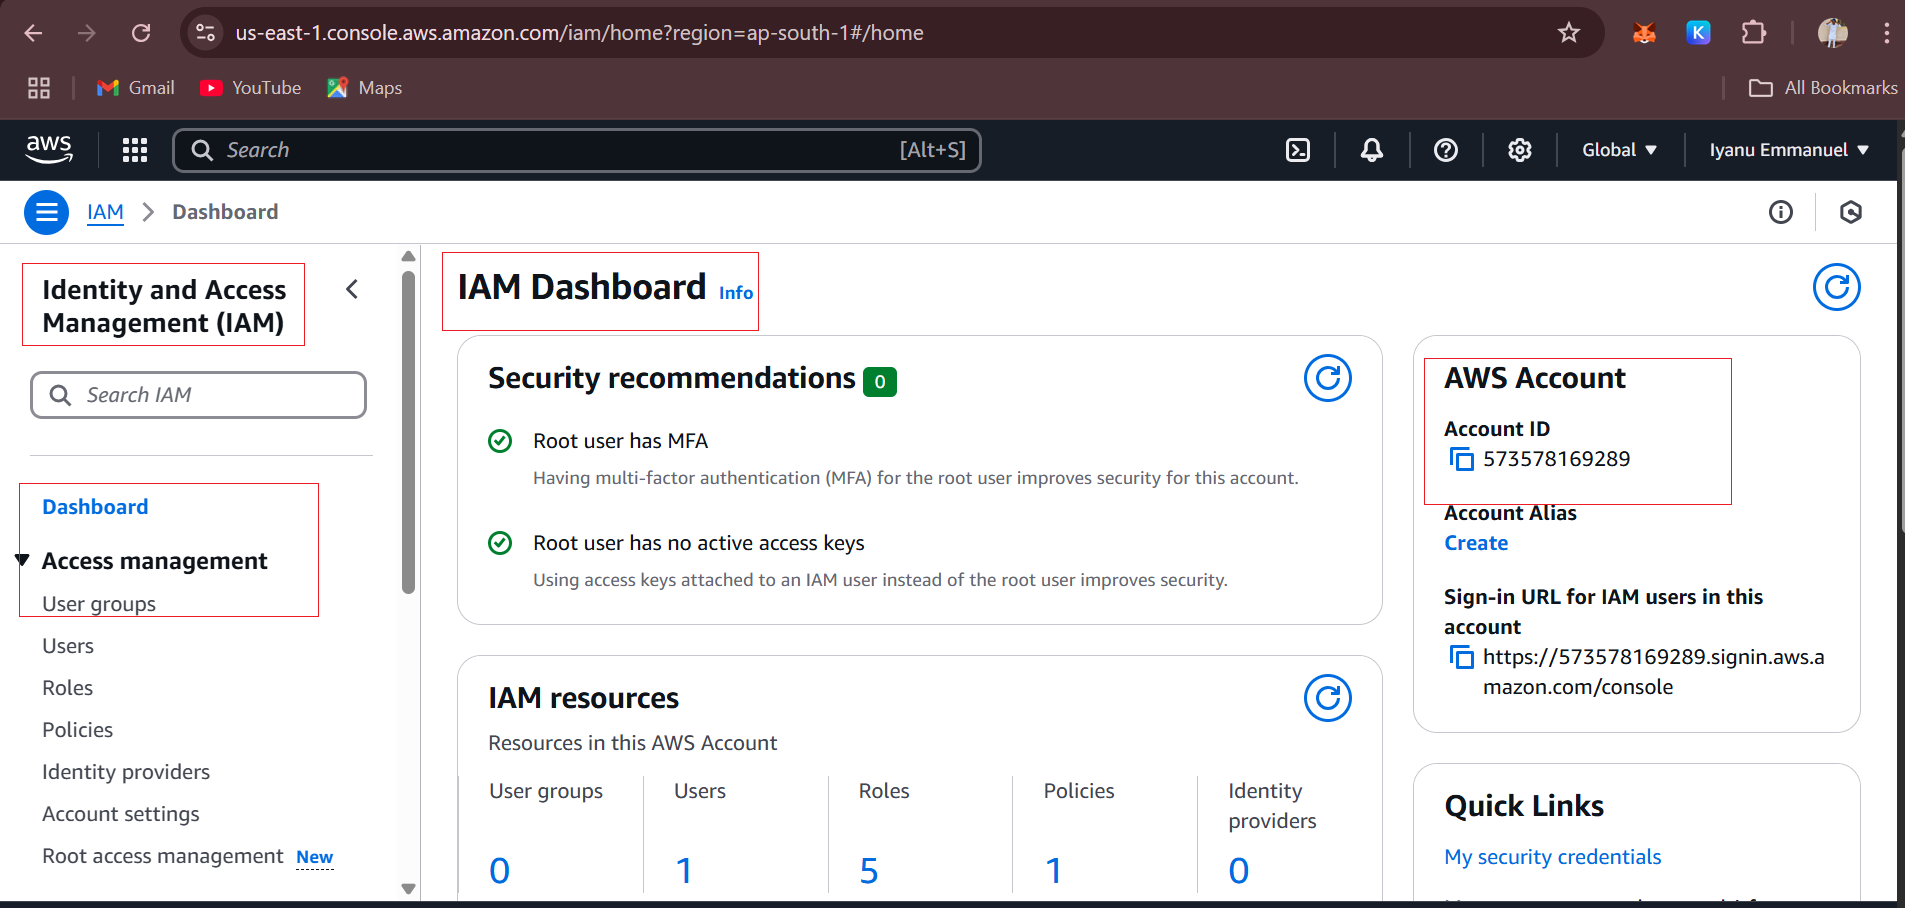 us-east-1.console.aws.amazon.com/iam/home?region=ap-south-1#/home
K
Gmail
YouTube
Maps
All Bookmarks
aws
Search
[Alt+S]
Global
Iyanu Emmanuel
IAM
Dashboard
Identity and Access
Management (IAM)
Search IAM
Dashboard
Access management
User groups
Users
Roles
Policies
Identity providers
Account settings
Root access management New
IAM Dashboard Info
Security recommendations 0
Root user has MFA
Having multi-factor authentication (MFA) for the root user improves security for this account.
Root user has no active access keys
Using access keys attached to an IAM user instead of the root user improves security.
IAM resources
Resources in this AWS Account
User groups
0
Users
1
Roles
5
Policies
1
Identity
providers
0
AWS Account
Account ID
573578169289
Account Alias
Create
Sign-in URL for IAM users in this
account
https://573578169289.signin.aws.a
mazon.com/console
Quick Links
My security credentials